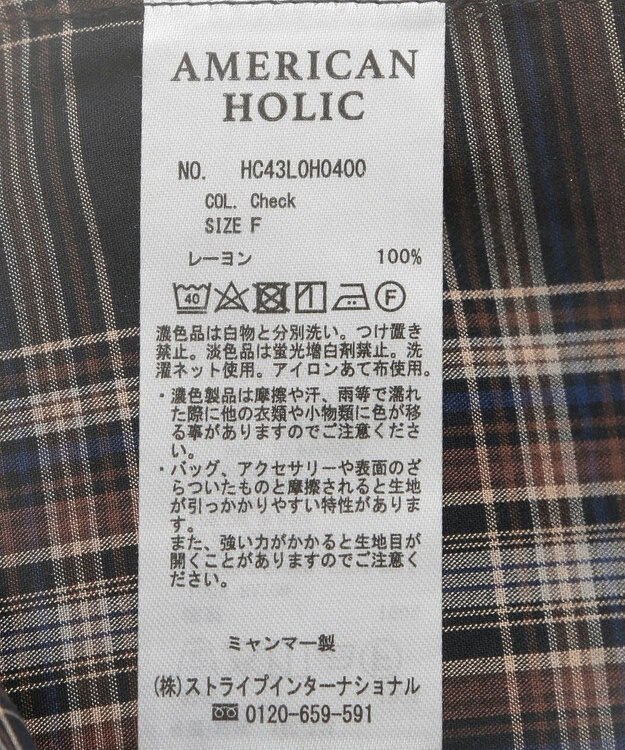 AMERICAN
HOLIC
NO. HC43L0H0400
COL. Check
SIZE F
レーヨン 100%
40 F
濃色品は白物と分別洗い。つけ置き
禁止。淡色品は蛍光増白剤禁止。洗
濯ネット使用。アイロンあて布使用。
・濃色製品は摩擦や汗、雨等で濡れ
た際に他の衣類や小物類に色が移
る事がありますのでご注意くださ
い。
・バッグ、アクセサリーや表面のざ
らついたものと摩擦されると生地
が引っかかりやすい特性がありま
す。
また、強い力がかかると生地目が
開くことがありますのでご注意く
ださい。
ミャンマー製
(株)ストライプインターナショナル
0120-659-591